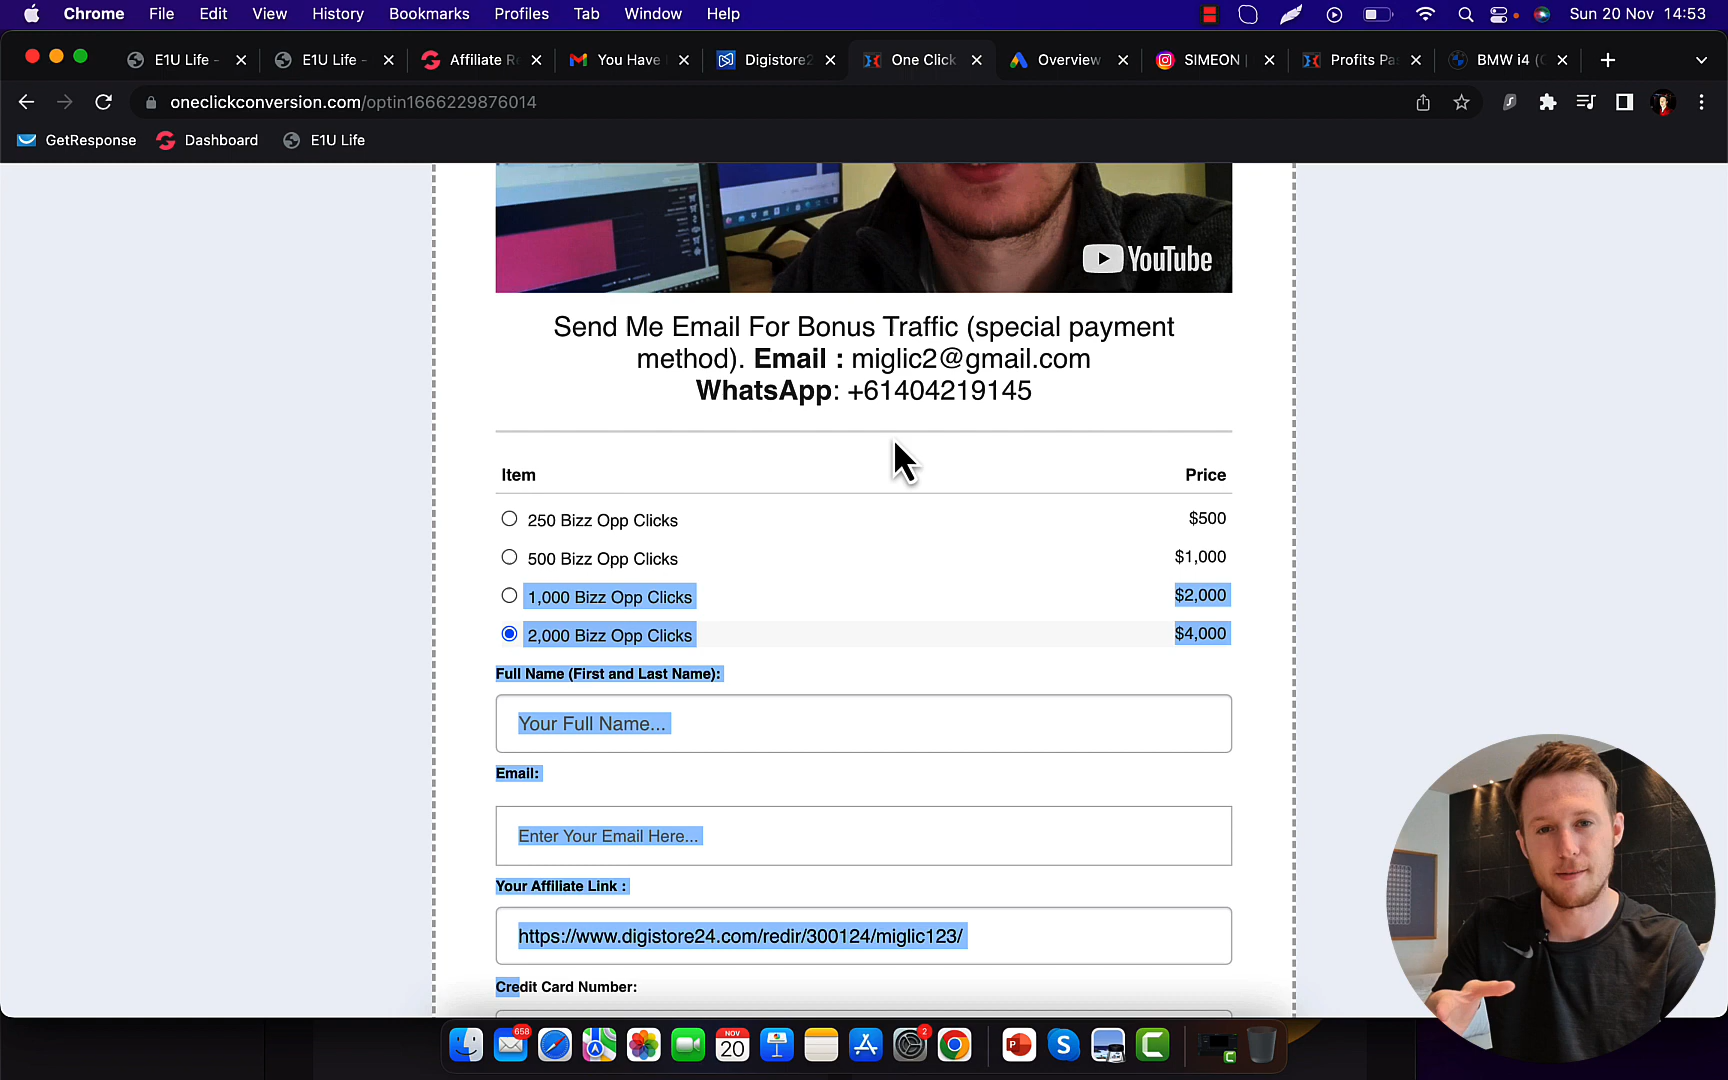 Chrome File Edit View History Bookmarks Profiles Tab Window Help Sun 20 Nov 14:53
E1U Life - E1U Life - Affiliate Re You Have Digistore2 One Click Overview SIMEON | Profits Pa BMW i4 (
oneclickconversion.com/optin1666229876014
GetResponse Dashboard E1U Life
YouTube
Send Me Email For Bonus Traffic (special payment
method). Email : miglic2@gmail.com
WhatsApp: +61404219145
Item Price
250 Bizz Opp Clicks $500
500 Bizz Opp Clicks $1,000
1,000 Bizz Opp Clicks $2,000
2,000 Bizz Opp Clicks $4,000
Full Name (First and Last Name):
Your Full Name...
Email:
Enter Your Email Here...
Your Affiliate Link :
https://www.digistore24.com/redir/300124/miglic123/
Credit Card Number:
658
NOV
20
2